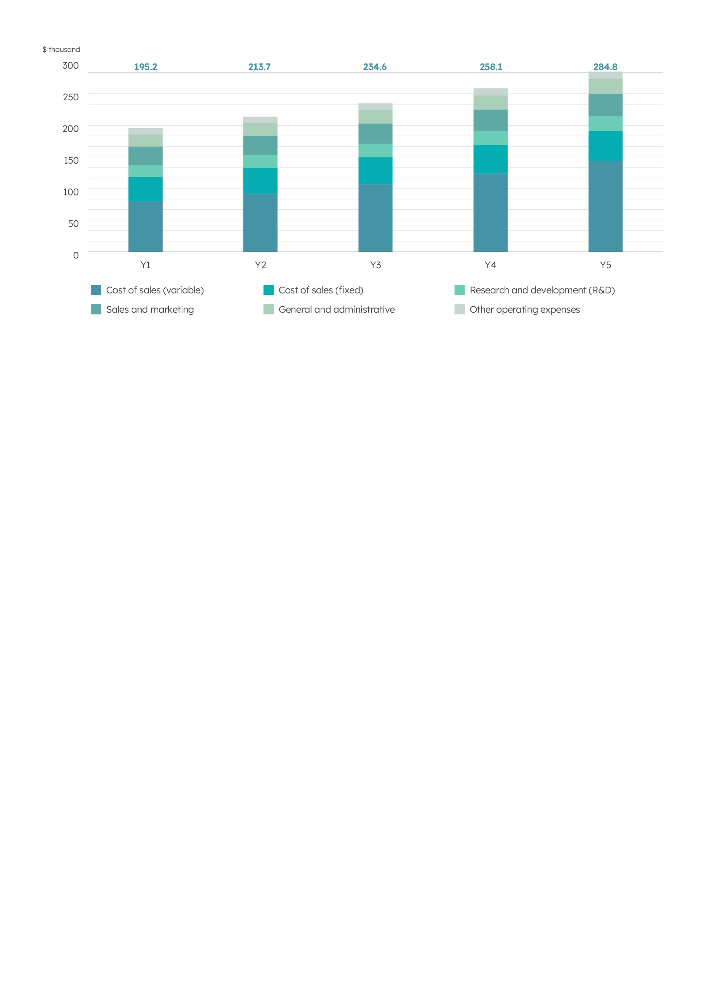 $ thousand
300
195.2 213.7 234.6 258.1 284.8
250
200
150
100
50
0
Y1 Y2 Y3 Y4 Y5
Cost of sales (variable) Cost of sales (fixed) Research and development (R&D)
Sales and marketing General and administrative Other operating expenses